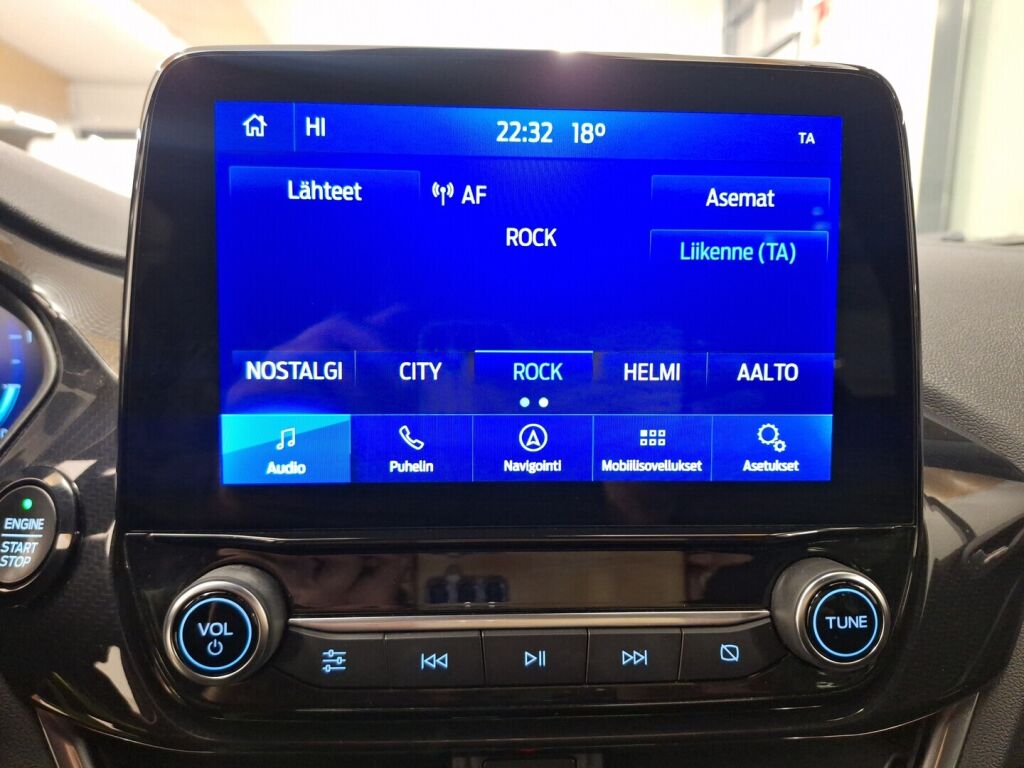 HI 22:32 18º TA
Lähteet AF Asemat
ROCK
Liikenne (TA)
NOSTALGI CITY ROCK HELMI AALTO
Audio Puhelin Navigointi Mobiilisovellukset Asetukset
ENGINE
START
STOP
VOL
TUNE